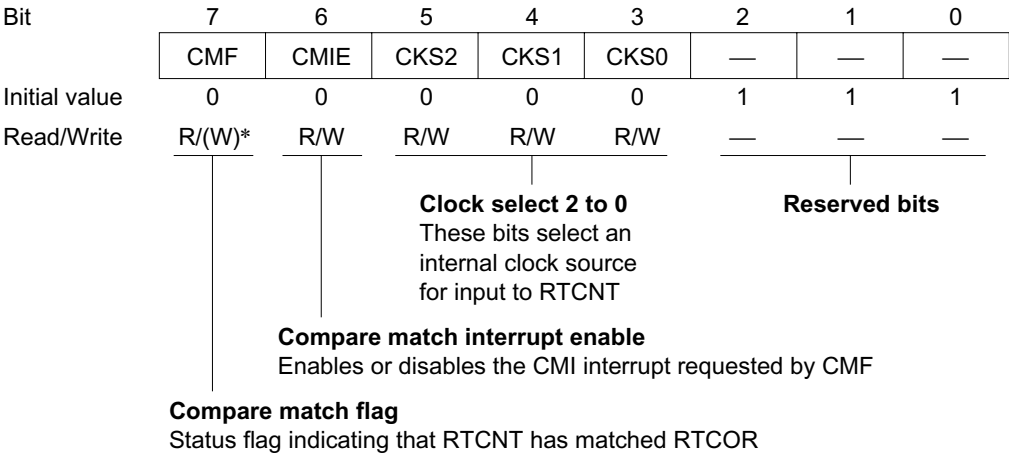 Bit 7 6 5 4 3 2 1 0
CMF CMIE CKS2 CKS1 CKS0 — — —
Initial value 0 0 0 0 0 1 1 1
Read/Write R/(W)* R/W R/W R/W R/W — — —
Clock select 2 to 0
These bits select an
internal clock source
for input to RTCNT
Reserved bits
Compare match interrupt enable
Enables or disables the CMI interrupt requested by CMF
Compare match flag
Status flag indicating that RTCNT has matched RTCOR